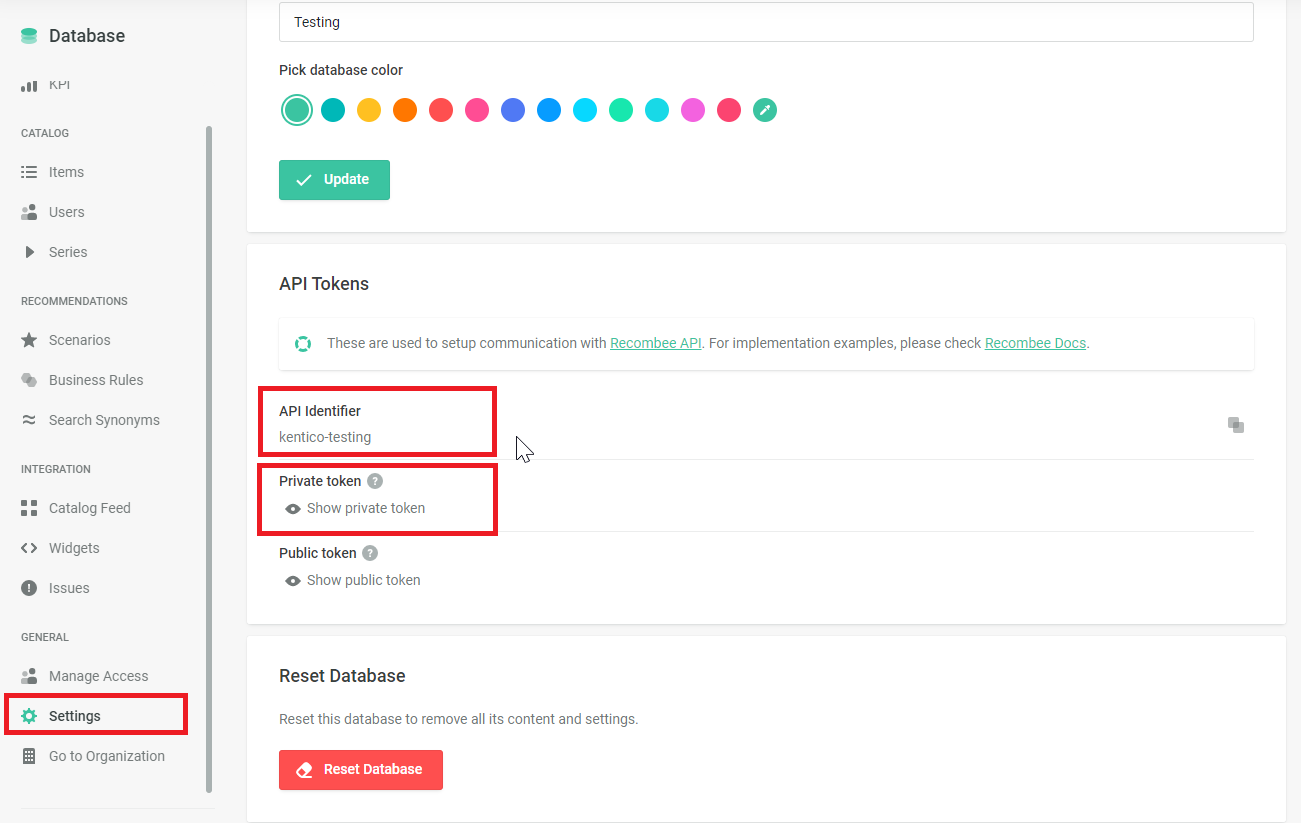 Database
KPI
CATALOG
Items
Users
Series
RECOMMENDATIONS
Scenarios
Business Rules
Search Synonyms
INTEGRATION
Catalog Feed
Widgets
Issues
GENERAL
Manage Access
Settings
Go to Organization
Testing
Pick database color
Update
API Tokens
These are used to setup communication with Recombee API. For implementation examples, please check Recombee Docs.
API Identifier
kentico-testing
Private token ?
Show private token
Public token ?
Show public token
Reset Database
Reset this database to remove all its content and settings.
Reset Database